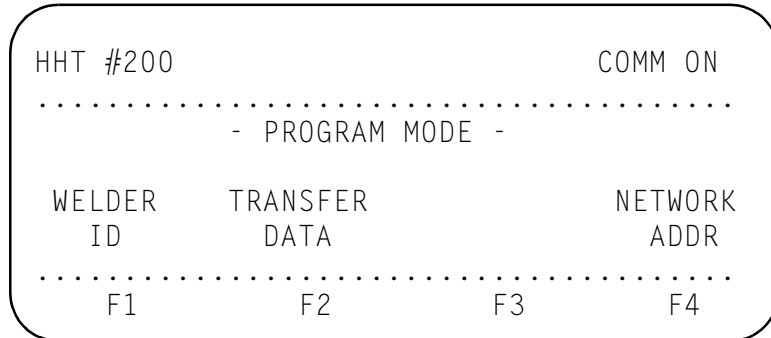 HHT #200 COMM ON
........................................
- PROGRAM MODE -
WELDER TRANSFER NETWORK
ID DATA ADDR
........................................
F1 F2 F3 F4